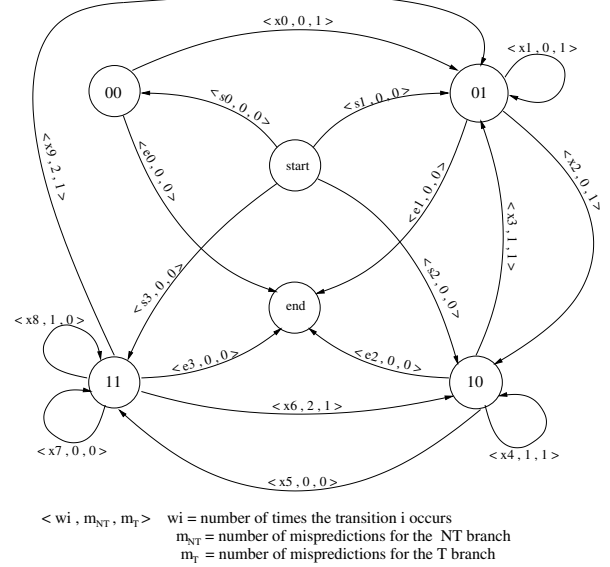 < x0 , 0 , 1 >
< x1 , 0 , 1 >
00
01
< s0 , 0 , 0 >
< s1 , 0 , 0 >
< x9 , 2 , 1 >
start
< e0 , 0 , 0 >
< e1 , 0 , 0 >
< x2 , 0 , 1 >
< x3 , 1 , 1 >
< s3 , 0 , 0 >
< s2 , 0 , 0 >
end
< x8 , 1 , 0 >
< e3 , 0 , 0 >
< e2 , 0 , 0 >
11
10
< x6 , 2 , 1 >
< x7 , 0 , 0 >
< x4 , 1 , 1 >
< x5 , 0 , 0 >
< wi , mNT , mT > wi = number of times the transition i occurs
mNT = number of mispredictions for the NT branch
mT = number of mispredictions for the T branch